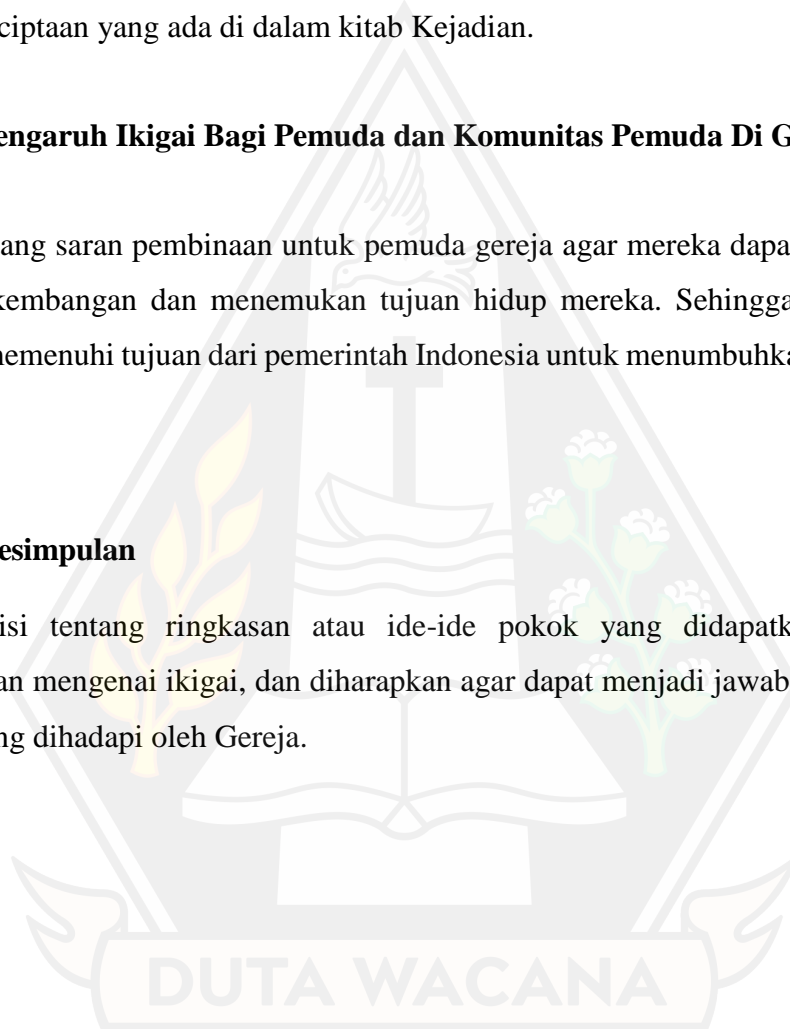 ciptaan yang ada di dalam kitab Kejadian.
engaruh Ikigai Bagi Pemuda dan Komunitas Pemuda Di G
ang saran pembinaan untuk pemuda gereja agar mereka dapa
kembangan dan menemukan tujuan hidup mereka. Sehingga
memenuhi tujuan dari pemerintah Indonesia untuk menumbuhka
esimpulan
isi tentang ringkasan atau ide-ide pokok yang didapatk
an mengenai ikigai, dan diharapkan agar dapat menjadi jawab
ng dihadapi oleh Gereja.
DUTA WACANA